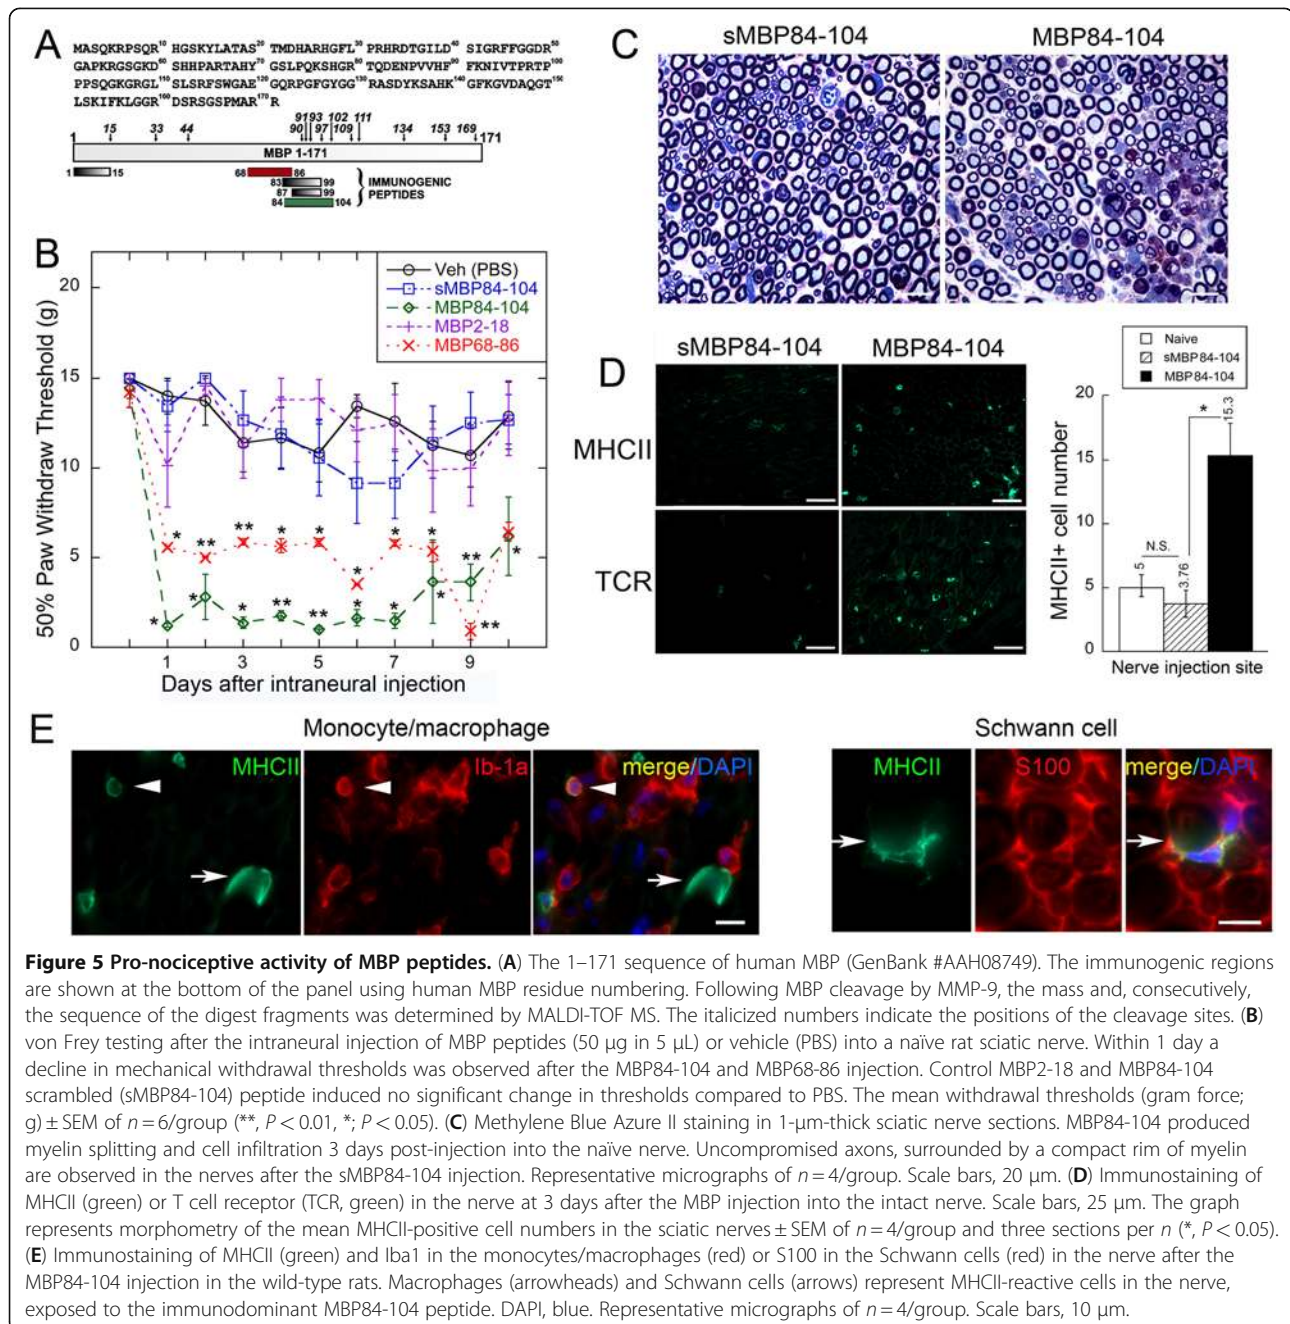 A
MASQKRPSQR¹⁰ HGSKYLATAS²⁰ TMDHARHGFL³⁰ PRHRDTGILD⁴⁰ SIGRFFGGDR⁵⁰
GAPKRGSGKD⁶⁰ SHHPARTAHY⁷⁰ GSLPQKSHGR⁸⁰ TQDENPVVHF⁹⁰ FKNIVTPRTP¹⁰⁰
PPSQGKGRGL¹¹⁰ SLSRFSWGAE¹²⁰ GQRPGFGYGG¹³⁰ RASDYKSAHK¹⁴⁰ GFKGVDAQGT¹⁵⁰
LSKIFKLGGR¹⁶⁰ DSRSGSPMAR¹⁷⁰ R
91 93 102 111
1 15 33 44 90 97 109 134 153 169 171
MBP 1-171
1 15 68 86
83 99
87 99
84 104
IMMUNOGENIC
PEPTIDES
B
50% Paw Withdraw Threshold (g)
20
15
10
5
0
Veh (PBS)
sMBP84-104
MBP84-104
MBP2-18
MBP68-86
* ** ** * * * * * **
* * * ** ** * * * * **
1 3 5 7 9
Days after intraneural injection
C
sMBP84-104 MBP84-104
D
sMBP84-104 MBP84-104
MHCII
TCR
Naive
sMBP84-104
MBP84-104
MHCII+ cell number
20
15
10
5
0
N.S.
*
5
3.76
15.3
Nerve injection site
E
Monocyte/macrophage
MHCII Ib-1a merge/DAPI
Schwann cell
MHCII S100 merge/DAPI
Figure 5 Pro-nociceptive activity of MBP peptides. (A) The 1–171 sequence of human MBP (GenBank #AAH08749). The immunogenic regions
are shown at the bottom of the panel using human MBP residue numbering. Following MBP cleavage by MMP-9, the mass and, consecutively,
the sequence of the digest fragments was determined by MALDI-TOF MS. The italicized numbers indicate the positions of the cleavage sites. (B)
von Frey testing after the intraneural injection of MBP peptides (50 μg in 5 μL) or vehicle (PBS) into a naïve rat sciatic nerve. Within 1 day a
decline in mechanical withdrawal thresholds was observed after the MBP84-104 and MBP68-86 injection. Control MBP2-18 and MBP84-104
scrambled (sMBP84-104) peptide induced no significant change in thresholds compared to PBS. The mean withdrawal thresholds (gram force;
g) ± SEM of n = 6/group (**, P < 0.01, *; P < 0.05). (C) Methylene Blue Azure II staining in 1-μm-thick sciatic nerve sections. MBP84-104 produced
myelin splitting and cell infiltration 3 days post-injection into the naïve nerve. Uncompromised axons, surrounded by a compact rim of myelin
are observed in the nerves after the sMBP84-104 injection. Representative micrographs of n = 4/group. Scale bars, 20 μm. (D) Immunostaining of
MHCII (green) or T cell receptor (TCR, green) in the nerve at 3 days after the MBP injection into the intact nerve. Scale bars, 25 μm. The graph
represents morphometry of the mean MHCII-positive cell numbers in the sciatic nerves ± SEM of n = 4/group and three sections per n (*, P < 0.05).
(E) Immunostaining of MHCII (green) and Iba1 in the monocytes/macrophages (red) or S100 in the Schwann cells (red) in the nerve after the
MBP84-104 injection in the wild-type rats. Macrophages (arrowheads) and Schwann cells (arrows) represent MHCII-reactive cells in the nerve,
exposed to the immunodominant MBP84-104 peptide. DAPI, blue. Representative micrographs of n = 4/group. Scale bars, 10 μm.